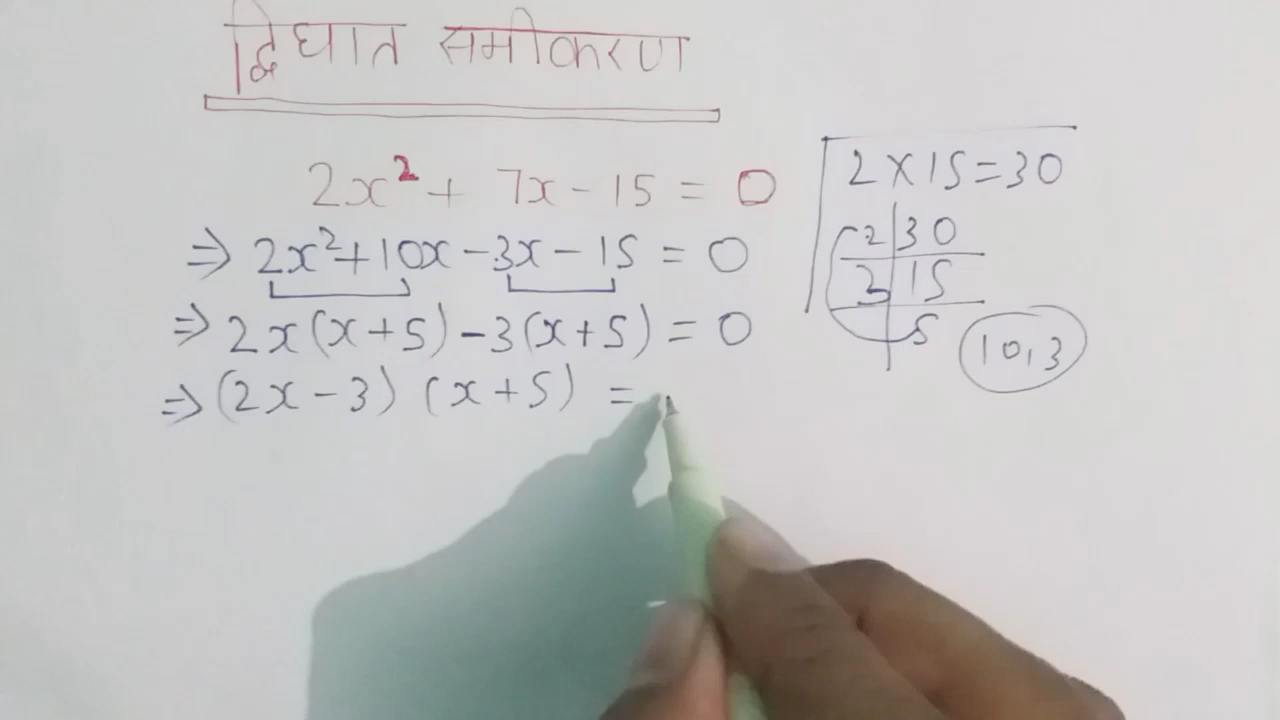 द्विघात समीकरण
2x² + 7x - 15 = 0
⇒ 2x² + 10x - 3x - 15 = 0
⇒ 2x(x + 5) - 3(x + 5) = 0
⇒ (2x - 3) (x + 5) =
2 × 15 = 30
2 | 30
3 | 15
| 5
10, 3